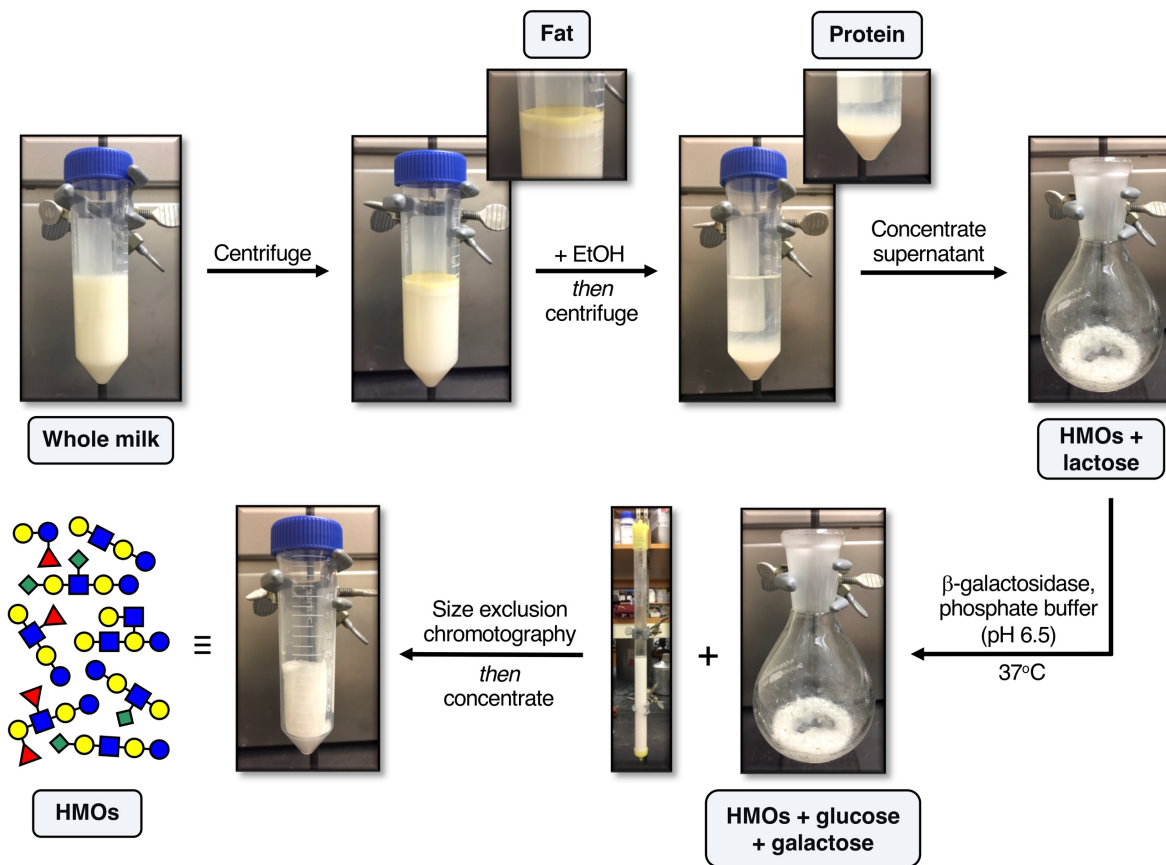 Fat
Protein
Centrifuge
+ EtOH
then
centrifuge
Concentrate
supernatant
Whole milk
HMOs +
lactose
β-galactosidase,
phosphate buffer
(pH 6.5)
37°C
Size exclusion
chromotography
then
concentrate
+
≡
HMOs
HMOs + glucose
+ galactose